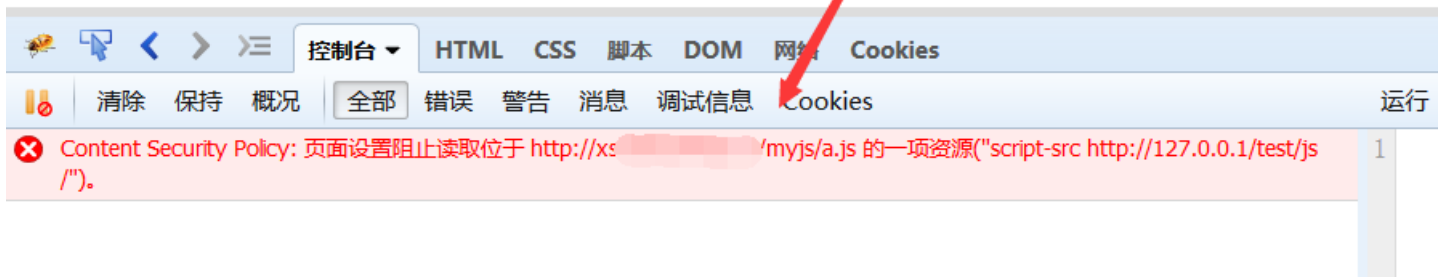 控制台 HTML CSS 脚本 DOM 网络 Cookies
清除 保持 概况 全部 错误 警告 消息 调试信息 Cookies 运行
Content Security Policy: 页面设置阻止读取位于 http://xs /myjs/a.js 的一项资源("script-src http://127.0.0.1/test/js 1
/")。